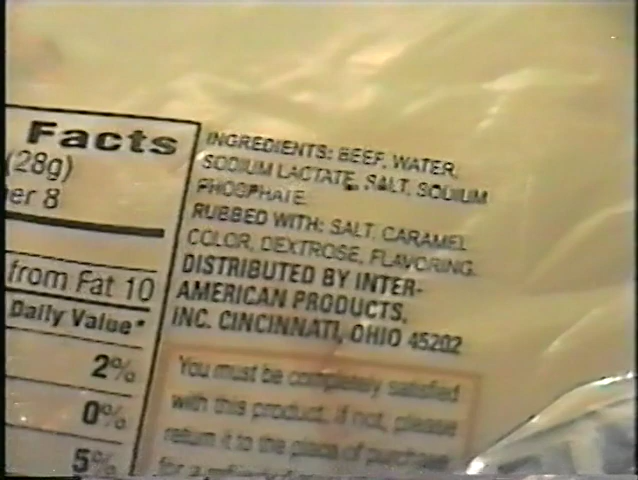 Facts
(28g)
er 8
from Fat 10
Daily Value*
2%
0%
5%
INGREDIENTS: BEEF, WATER,
SODIUM LACTATE, SALT, SODIUM
PHOSPHATE.
RUBBED WITH: SALT, CARAMEL
COLOR, DEXTROSE, FLAVORING.
DISTRIBUTED BY INTER-
AMERICAN PRODUCTS,
INC. CINCINNATI, OHIO 45202
You must be completely satisfied
with this product. If not, please
return it to the place of purchase
for a refund